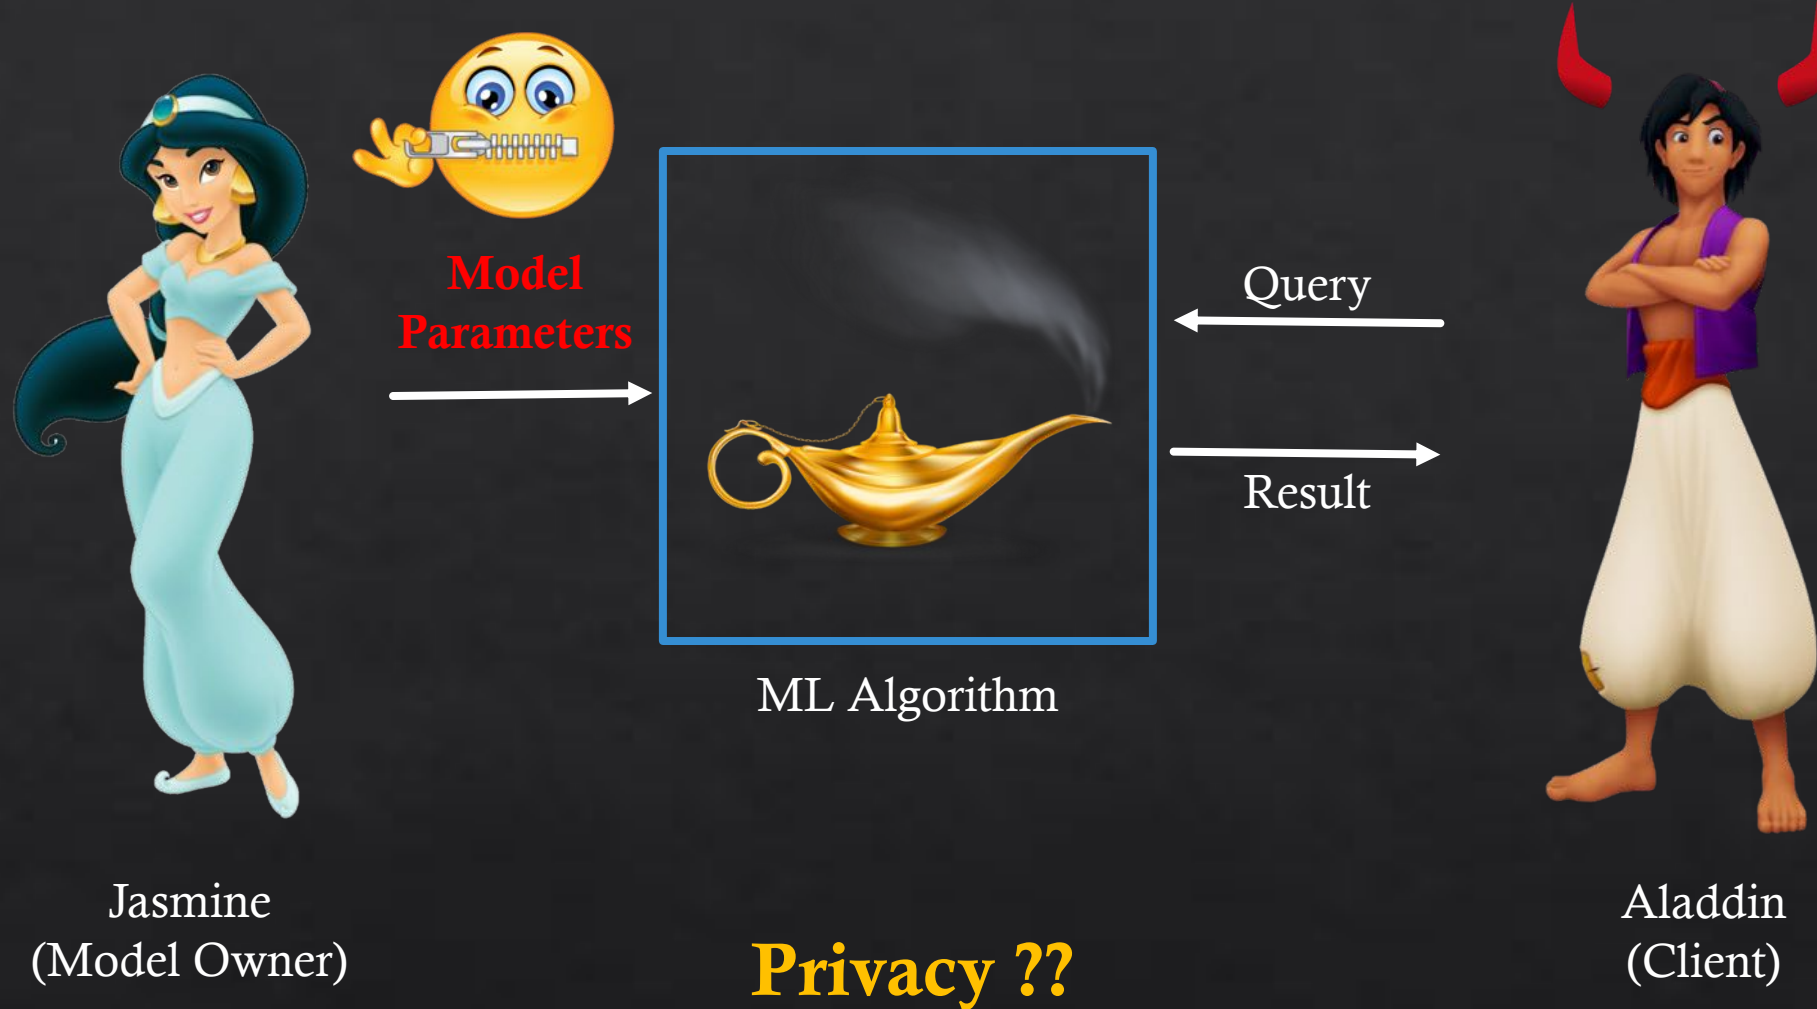 Model
Parameters
Query
Result
ML Algorithm
Jasmine
(Model Owner)
Privacy ??
Aladdin
(Client)